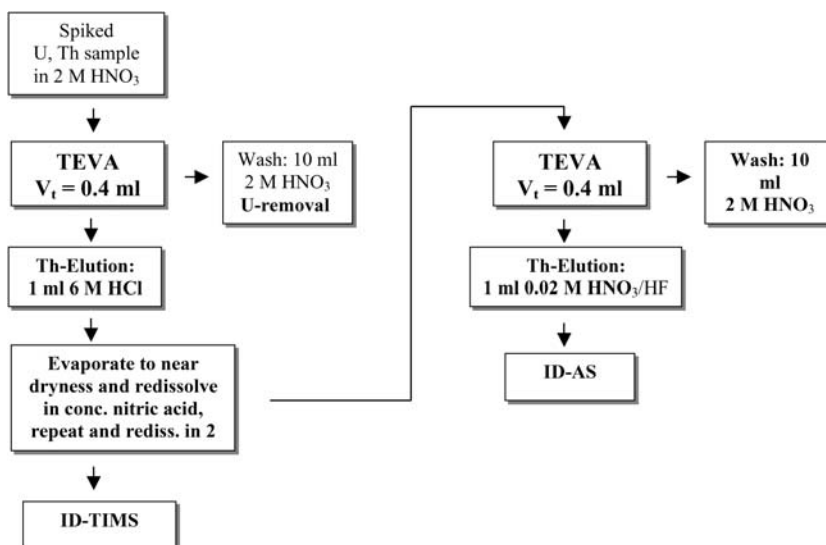 Spiked
U, Th sample
in 2 M HNO₃
TEVA
Vₜ = 0.4 ml
Wash: 10 ml
2 M HNO₃
U-removal
Th-Elution:
1 ml 6 M HCl
Evaporate to near
dryness and redissolve
in conc. nitric acid,
repeat and rediss. in 2
ID-TIMS
TEVA
Vₜ = 0.4 ml
Wash: 10
ml
2 M HNO₃
Th-Elution:
1 ml 0.02 M HNO₃/HF
ID-AS